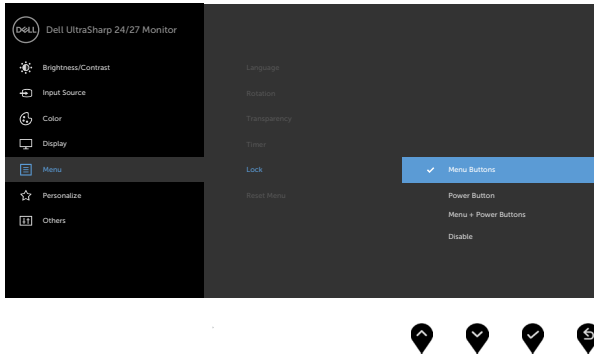 DELL
Dell UltraSharp 24/27 Monitor
Brightness/Contrast
Input Source
Color
Display
Menu
Personalize
Others
Language
Rotation
Transparency
Timer
Lock
Reset Menu
Menu Buttons
Power Button
Menu + Power Buttons
Disable